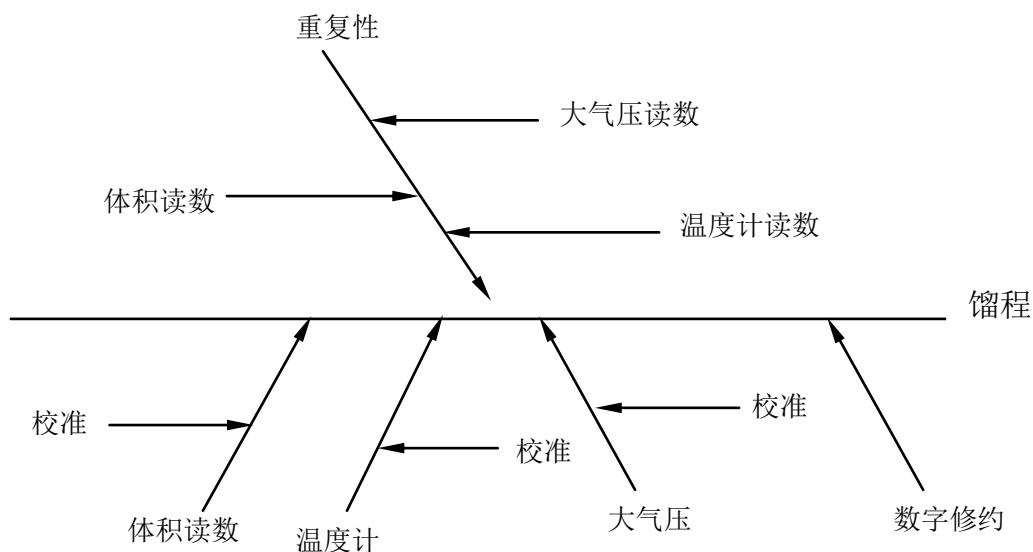 重复性
大气压读数
体积读数
温度计读数
馏程
校准
校准
校准
体积读数
温度计
大气压
数字修约